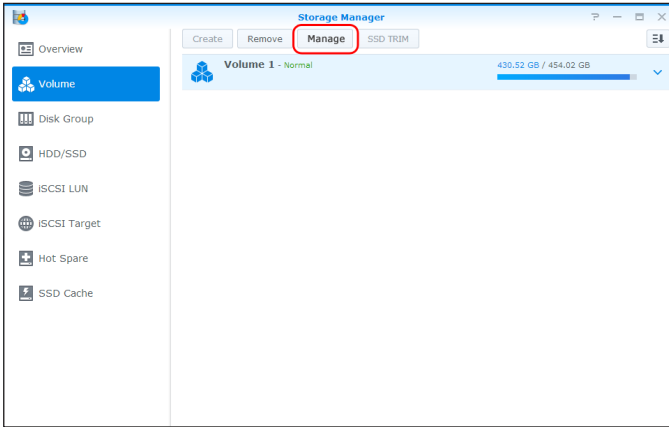 Storage Manager
Create Remove Manage SSD TRIM
Overview
Volume
Disk Group
HDD/SSD
iSCSI LUN
iSCSI Target
Hot Spare
SSD Cache
Volume 1 - Normal
430.52 GB / 454.02 GB